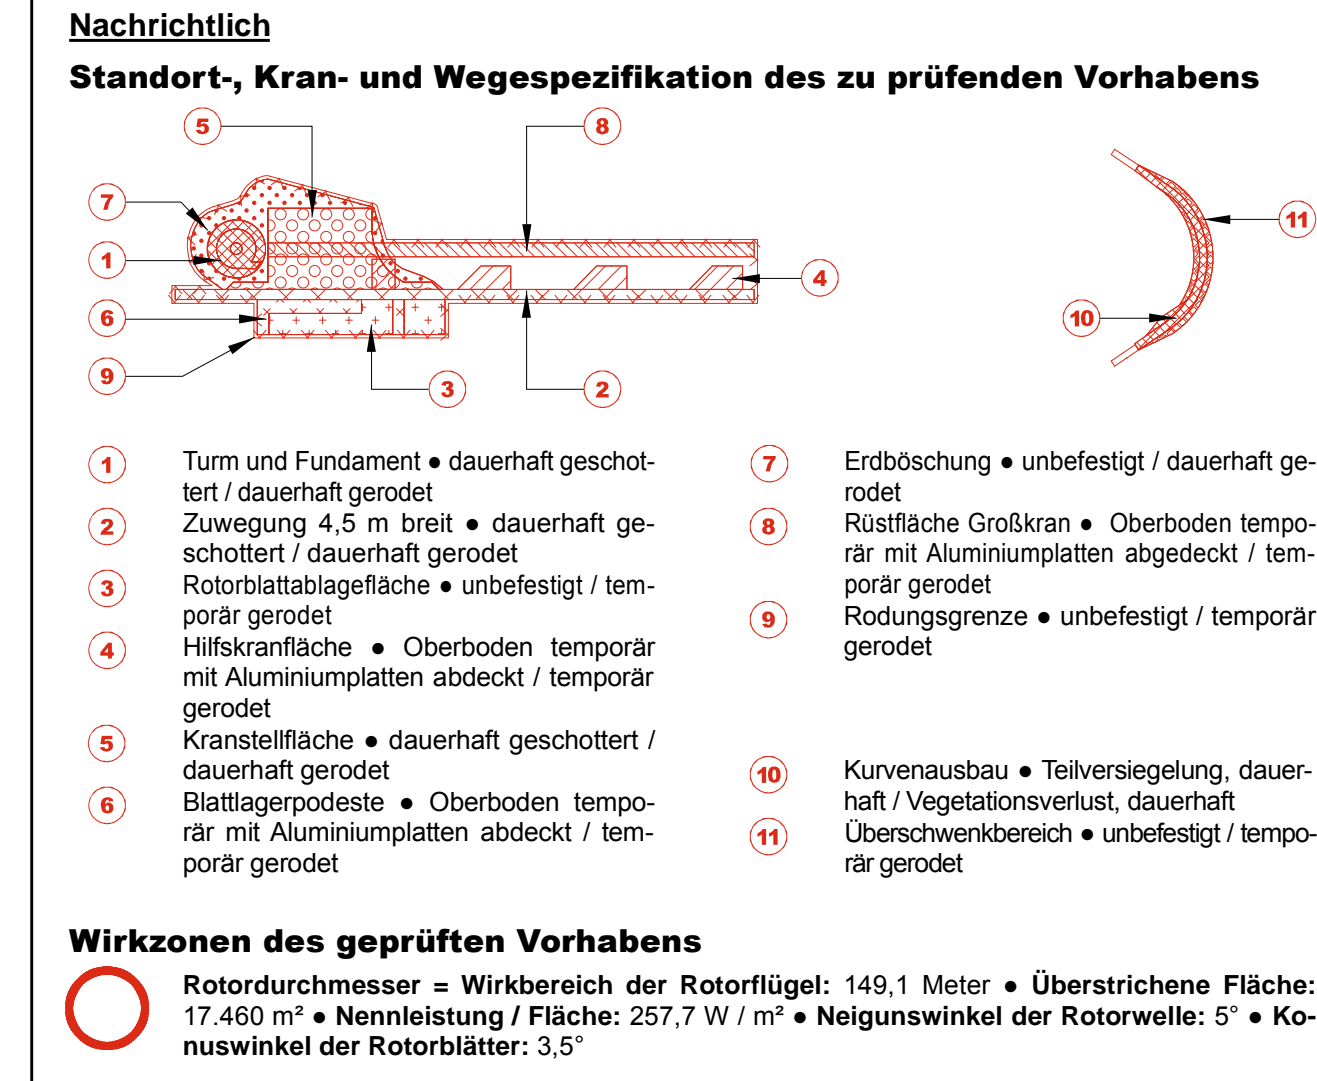 Nachrichtlich
Standort-, Kran- und Wegespezifikation des zu prüfenden Vorhabens
5
8
7
11
1
4
6
10
9
3
2
1 Turm und Fundament ● dauerhaft geschot-
tert / dauerhaft gerodet
2 Zuwegung 4,5 m breit ● dauerhaft ge-
schottert / dauerhaft gerodet
3 Rotorblattablagefläche ● unbefestigt / tem-
porär gerodet
4 Hilfskranfläche ● Oberboden temporär
mit Aluminiumplatten abdeckt / temporär
gerodet
5 Kranstellfläche ● dauerhaft geschottert /
dauerhaft gerodet
6 Blattlagerpodeste ● Oberboden tempo-
rär mit Aluminiumplatten abdeckt / tem-
porär gerodet
7 Erdböschung ● unbefestigt / dauerhaft ge-
rodet
8 Rüstfläche Großkran ● Oberboden tempo-
rär mit Aluminiumplatten abgedeckt / tem-
porär gerodet
9 Rodungsgrenze ● unbefestigt / temporär
gerodet
10 Kurvenausbau ● Teilversiegelung, dauer-
haft / Vegetationsverlust, dauerhaft
11 Überschwenkbereich ● unbefestigt / tempo-
rär gerodet
Wirkzonen des geprüften Vorhabens
Rotordurchmesser = Wirkbereich der Rotorflügel: 149,1 Meter ● Überstrichene Fläche:
17.460 m² ● Nennleistung / Fläche: 257,7 W / m² ● Neigunswinkel der Rotorwelle: 5° ● Ko-
nuswinkel der Rotorblätter: 3,5°